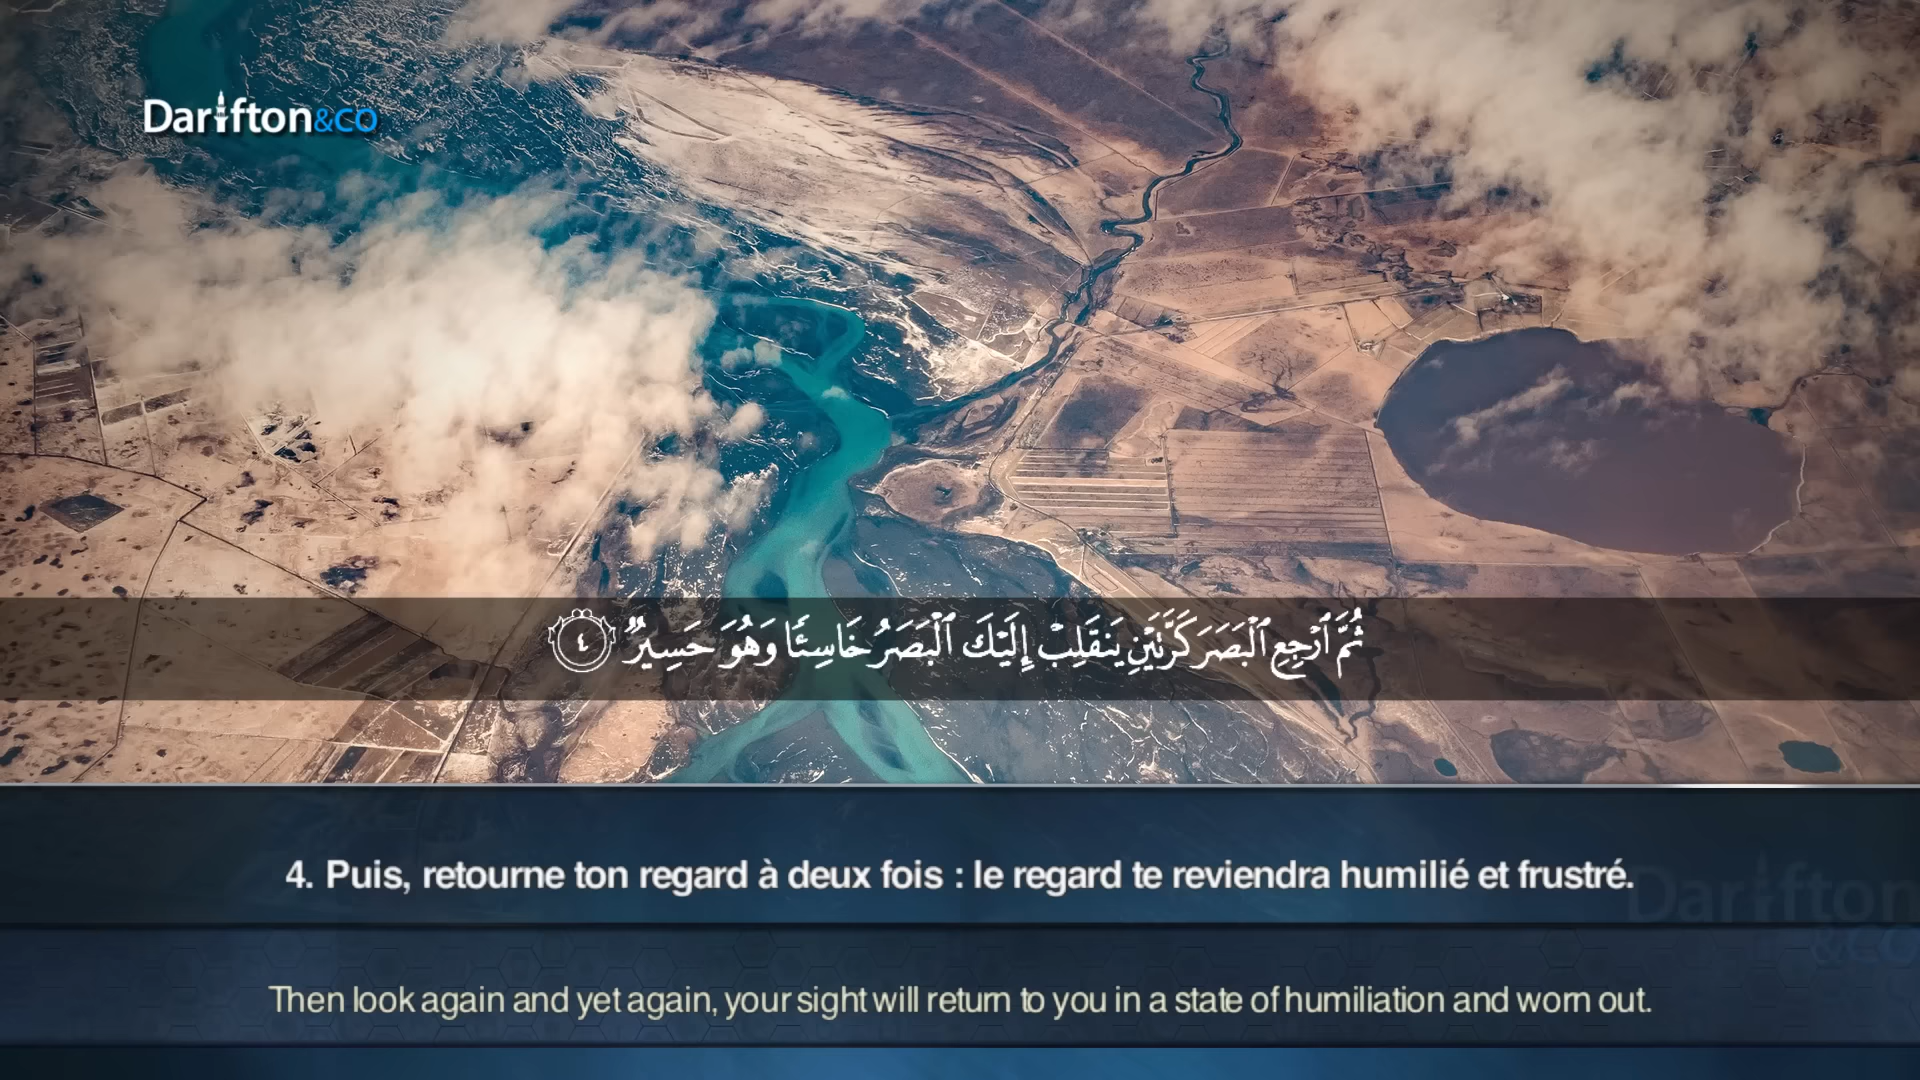 Darifton&co
ثُمَّ ٱرْجِعِ ٱلْبَصَرَ كَرَّتَيْنِ يَنقَلِبْ إِلَيْكَ ٱلْبَصَرُ خَاسِئًا وَهُوَ حَسِيرٌ ٤
4. Puis, retourne ton regard à deux fois : le regard te reviendra humilié et frustré.
Darifton
&co
Then look again and yet again, your sight will return to you in a state of humiliation and worn out.